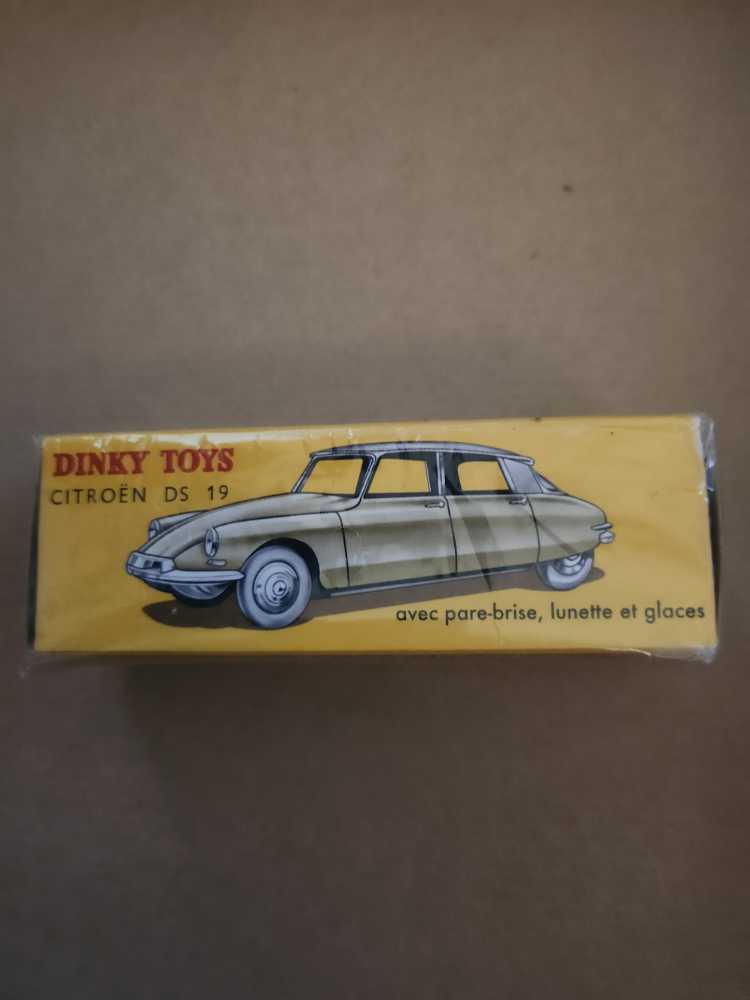 DINKY TOYS
CITROËN DS 19
avec pare-brise, lunette et glaces